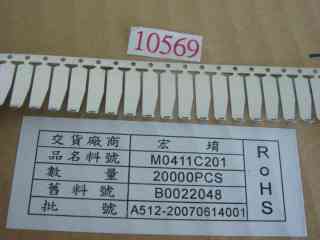 10569
交貨廠商 宏堉
品名料號 M0411C201
數量 20000PCS
舊料號 B0022048
批號 A512-20070614001
RoHS